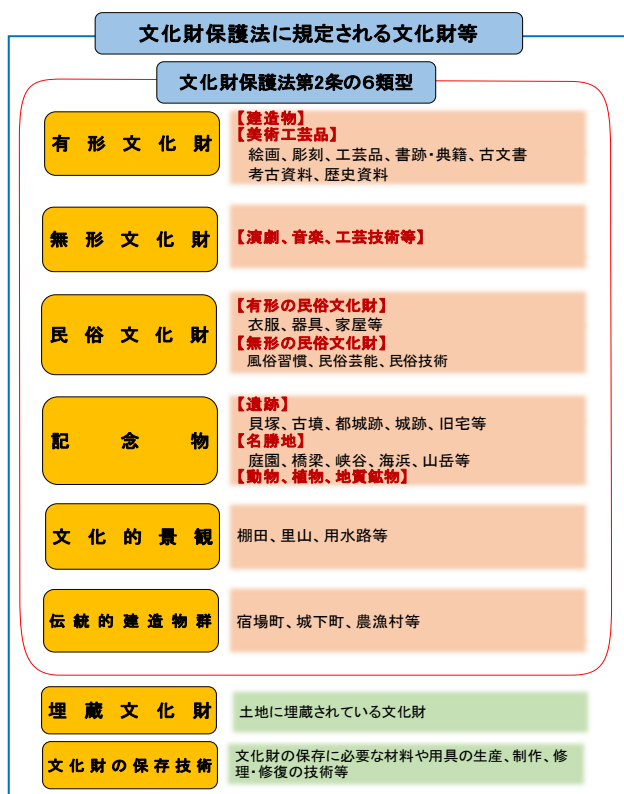 文化財保護法に規定される文化財等
文化財保護法第2条の6類型
有形文化財
【建造物】
【美術工芸品】
絵画、彫刻、工芸品、書跡・典籍、古文書
考古資料、歴史資料
無形文化財
【演劇、音楽、工芸技術等】
民俗文化財
【有形の民俗文化財】
衣服、器具、家屋等
【無形の民俗文化財】
風俗習慣、民俗芸能、民俗技術
記念物
【遺跡】
貝塚、古墳、都城跡、城跡、旧宅等
【名勝地】
庭園、橋梁、峡谷、海浜、山岳等
【動物、植物、地質鉱物】
文化的景観
棚田、里山、用水路等
伝統的建造物群
宿場町、城下町、農漁村等
埋蔵文化財
土地に埋蔵されている文化財
文化財の保存技術
文化財の保存に必要な材料や用具の生産、制作、修
理・修復の技術等